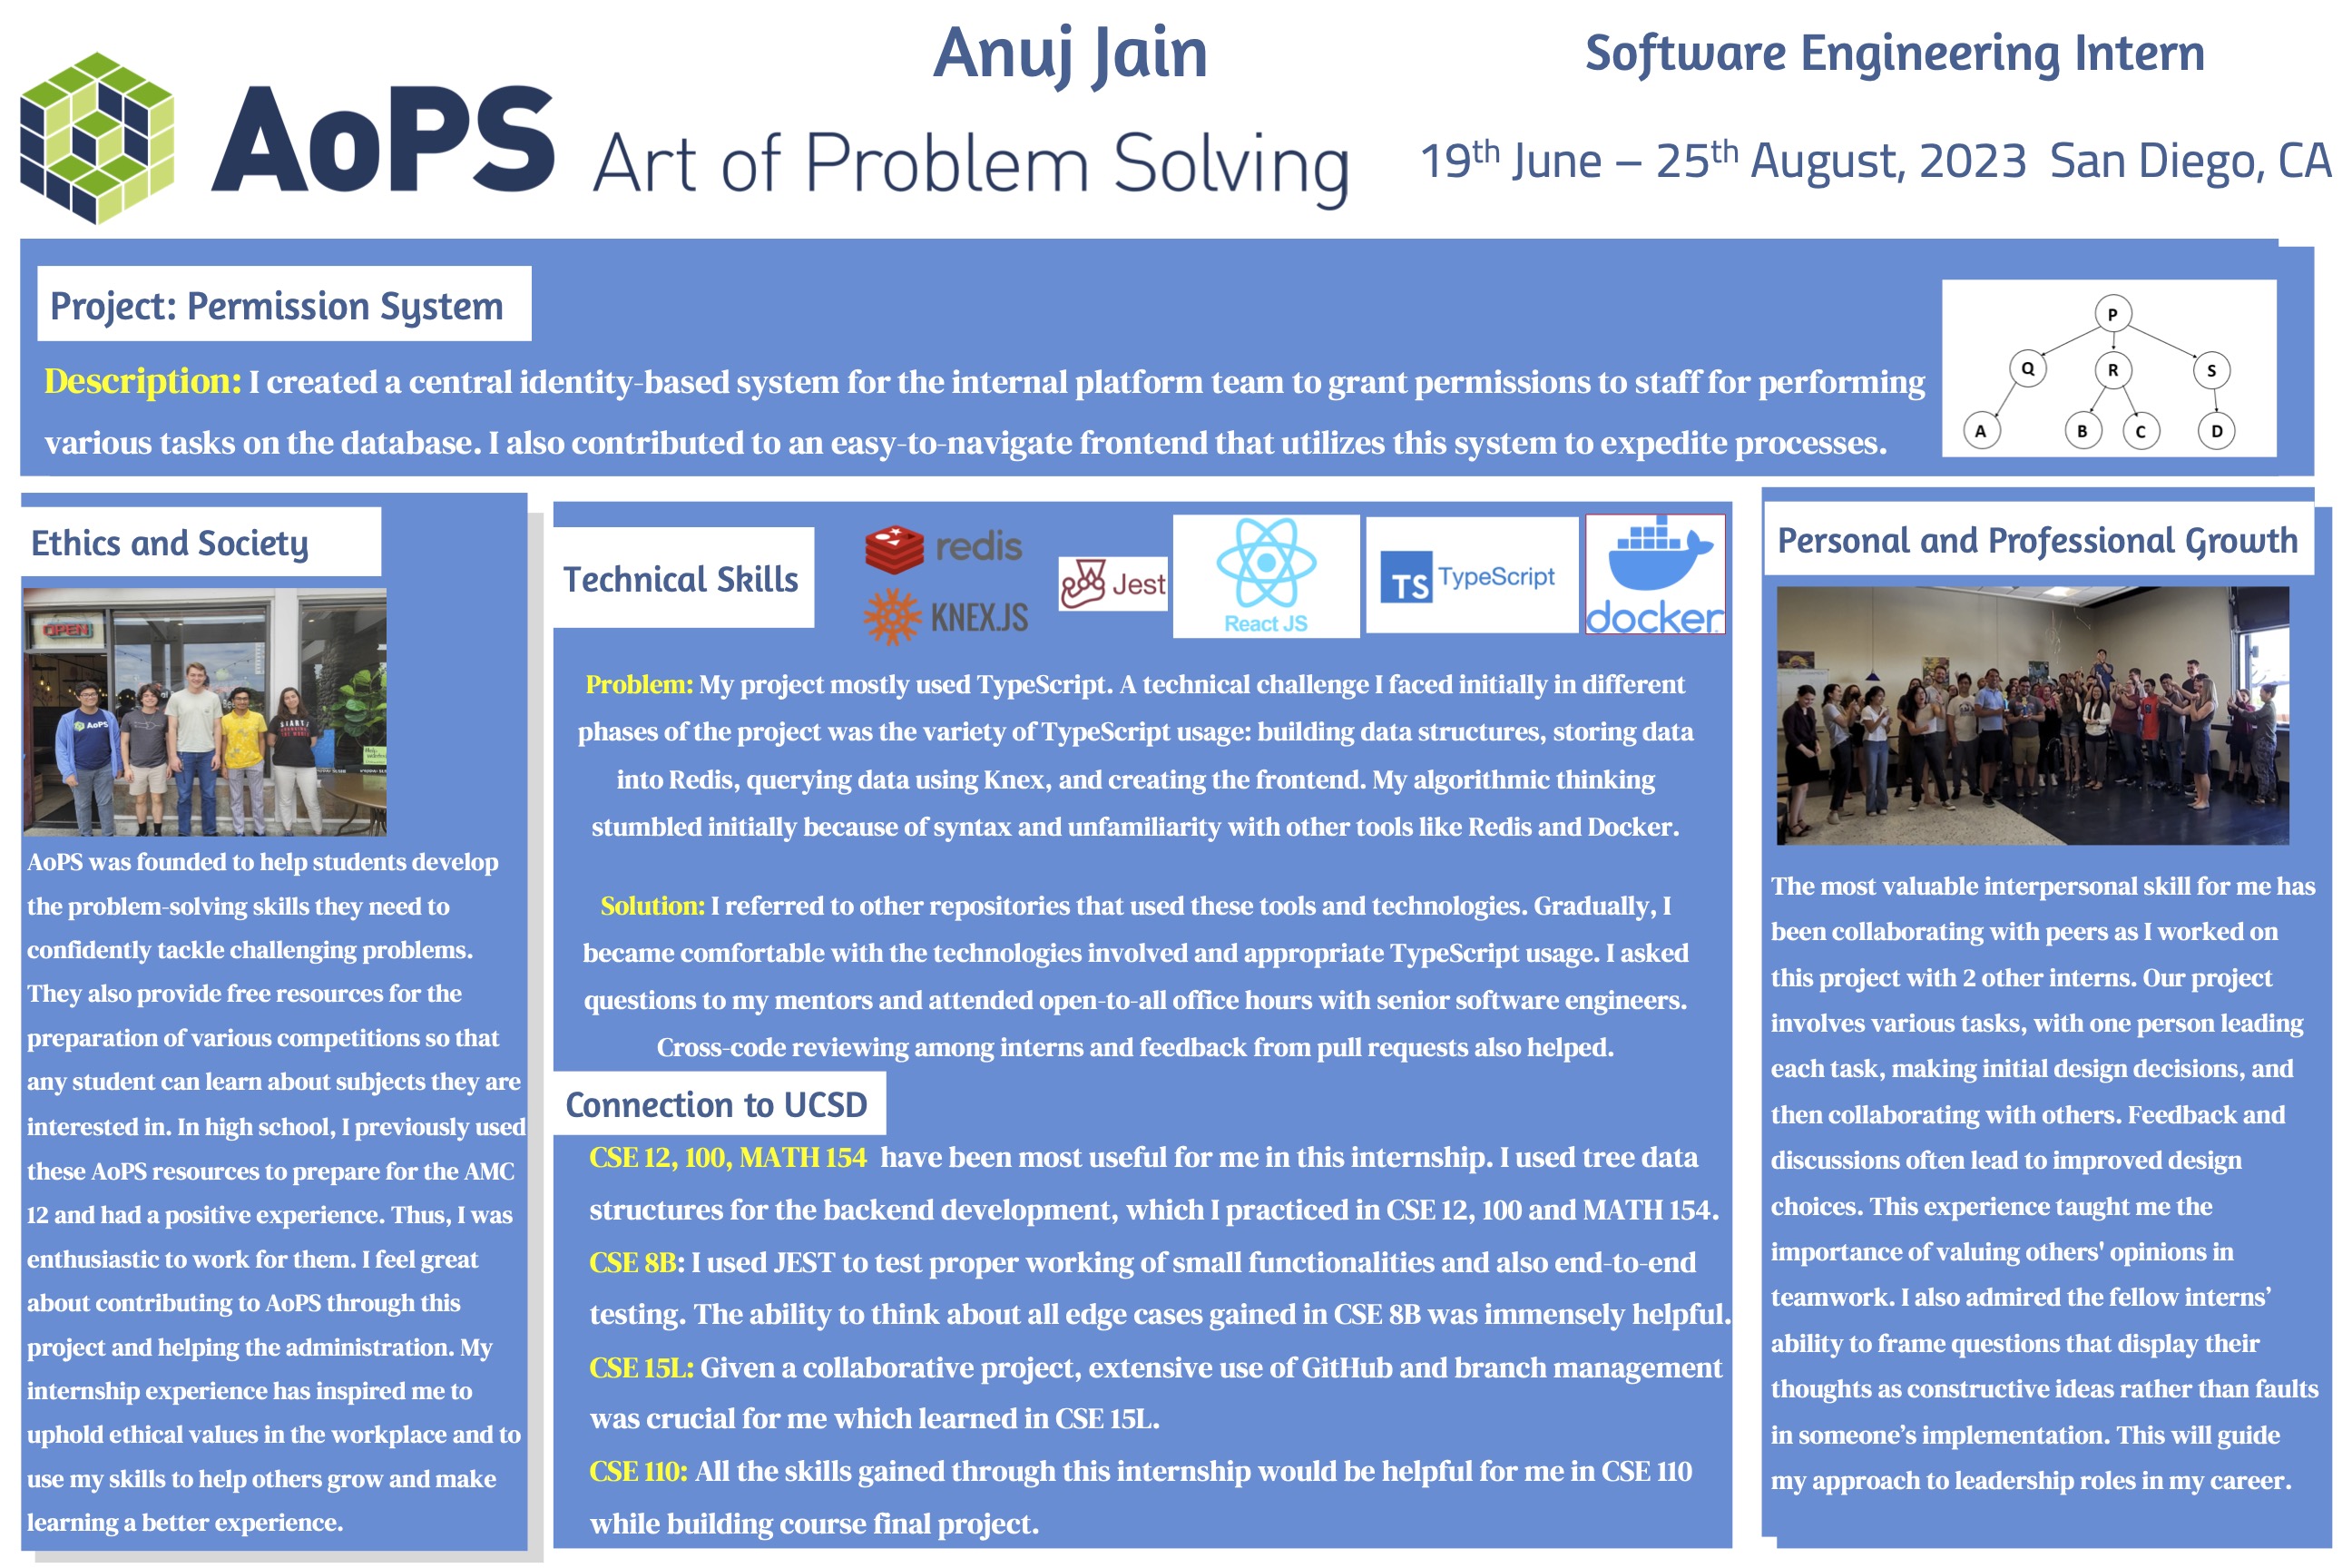 Anuj Jain
Software Engineering Intern
AoPS Art of Problem Solving
19th June – 25th August, 2023 San Diego, CA
Project: Permission System
Description: I created a central identity-based system for the internal platform team to grant permissions to staff for performing
various tasks on the database. I also contributed to an easy-to-navigate frontend that utilizes this system to expedite processes.
P
Q R S
A B C D
Ethics and Society
OPEN
AoPS
AoPS was founded to help students develop
the problem-solving skills they need to
confidently tackle challenging problems.
They also provide free resources for the
preparation of various competitions so that
any student can learn about subjects they are
interested in. In high school, I previously used
these AoPS resources to prepare for the AMC
12 and had a positive experience. Thus, I was
enthusiastic to work for them. I feel great
about contributing to AoPS through this
project and helping the administration. My
internship experience has inspired me to
uphold ethical values in the workplace and to
use my skills to help others grow and make
learning a better experience.
Technical Skills
redis
KNEX.JS
Jest
React JS
TS TypeScript
docker
Problem: My project mostly used TypeScript. A technical challenge I faced initially in different
phases of the project was the variety of TypeScript usage: building data structures, storing data
into Redis, querying data using Knex, and creating the frontend. My algorithmic thinking
stumbled initially because of syntax and unfamiliarity with other tools like Redis and Docker.
Solution: I referred to other repositories that used these tools and technologies. Gradually, I
became comfortable with the technologies involved and appropriate TypeScript usage. I asked
questions to my mentors and attended open-to-all office hours with senior software engineers.
Cross-code reviewing among interns and feedback from pull requests also helped.
Connection to UCSD
CSE 12, 100, MATH 154 have been most useful for me in this internship. I used tree data
structures for the backend development, which I practiced in CSE 12, 100 and MATH 154.
CSE 8B: I used JEST to test proper working of small functionalities and also end-to-end
testing. The ability to think about all edge cases gained in CSE 8B was immensely helpful.
CSE 15L: Given a collaborative project, extensive use of GitHub and branch management
was crucial for me which learned in CSE 15L.
CSE 110: All the skills gained through this internship would be helpful for me in CSE 110
while building course final project.
Personal and Professional Growth
The most valuable interpersonal skill for me has
been collaborating with peers as I worked on
this project with 2 other interns. Our project
involves various tasks, with one person leading
each task, making initial design decisions, and
then collaborating with others. Feedback and
discussions often lead to improved design
choices. This experience taught me the
importance of valuing others' opinions in
teamwork. I also admired the fellow interns’
ability to frame questions that display their
thoughts as constructive ideas rather than faults
in someone’s implementation. This will guide
my approach to leadership roles in my career.